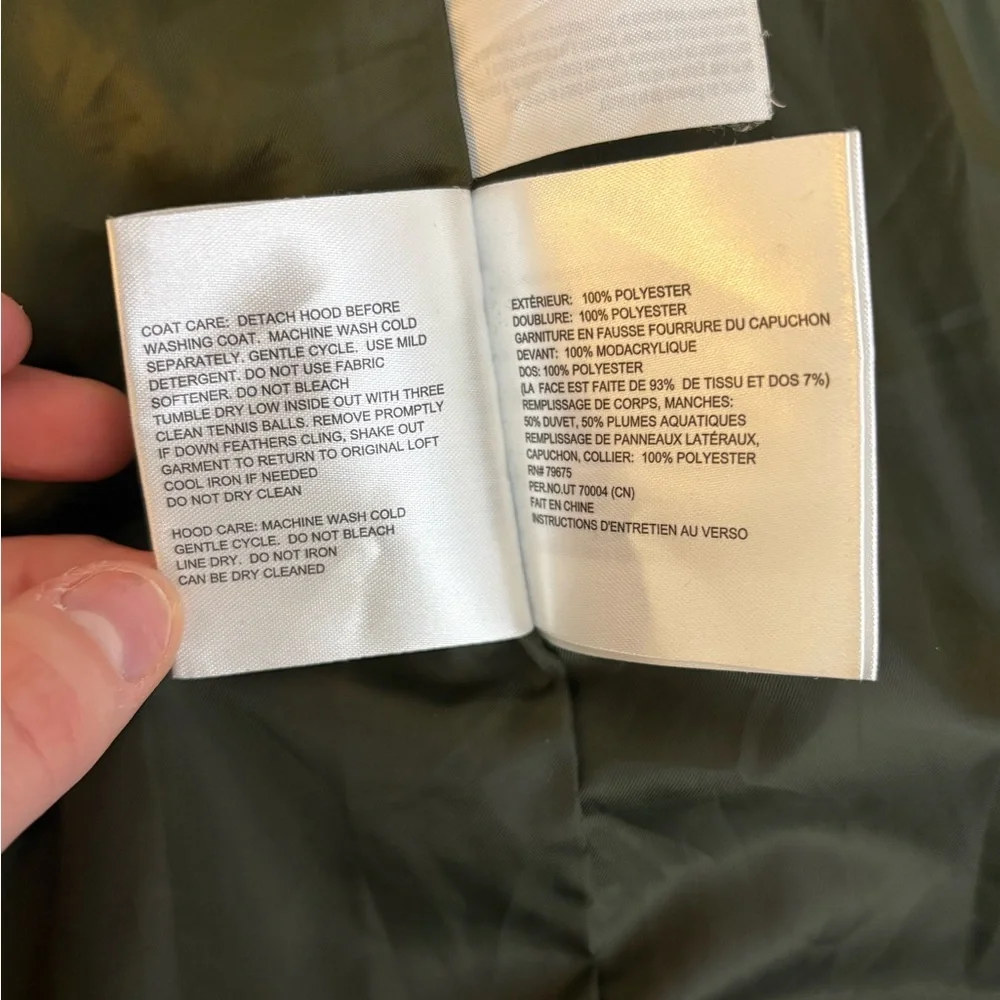 COAT CARE: DETACH HOOD BEFORE
WASHING COAT. MACHINE WASH COLD
SEPARATELY. GENTLE CYCLE. USE MILD
DETERGENT. DO NOT USE FABRIC
SOFTENER. DO NOT BLEACH
TUMBLE DRY LOW INSIDE OUT WITH THREE
CLEAN TENNIS BALLS. REMOVE PROMPTLY
IF DOWN FEATHERS CLING, SHAKE OUT
GARMENT TO RETURN TO ORIGINAL LOFT
COOL IRON IF NEEDED
DO NOT DRY CLEAN
HOOD CARE: MACHINE WASH COLD
GENTLE CYCLE. DO NOT BLEACH
LINE DRY. DO NOT IRON
CAN BE DRY CLEANED
EXTÉRIEUR: 100% POLYESTER
DOUBLURE: 100% POLYESTER
GARNITURE EN FAUSSE FOURRURE DU CAPUCHON
DEVANT: 100% MODACRYLIQUE
DOS: 100% POLYESTER
(LA FACE EST FAITE DE 93% DE TISSU ET DOS 7%)
REMPLISSAGE DE CORPS, MANCHES:
50% DUVET, 50% PLUMES AQUATIQUES
REMPLISSAGE DE PANNEAUX LATÉRAUX,
CAPUCHON, COLLIER: 100% POLYESTER
RN# 79675
PER.NO.UT 70004 (CN)
FAIT EN CHINE
INSTRUCTIONS D'ENTRETIEN AU VERSO